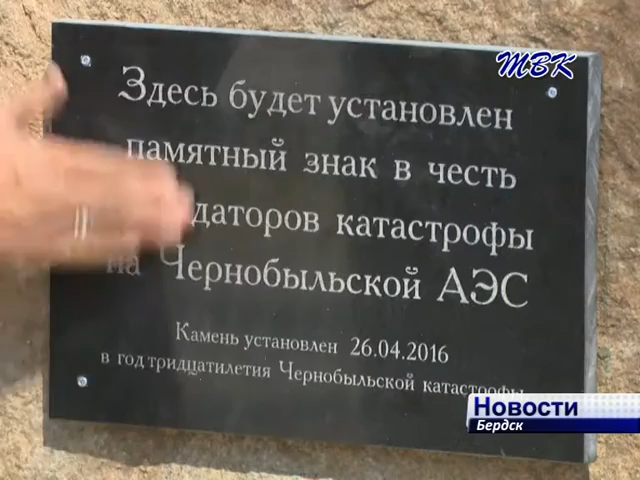 ТВК
Здесь будет установлен
памятный знак в честь
даторов катастрофы
на Чернобыльской АЭС
Камень установлен 26.04.2016
в год тридцатилетия Чернобыльской катастрофы
Новости
Бердск